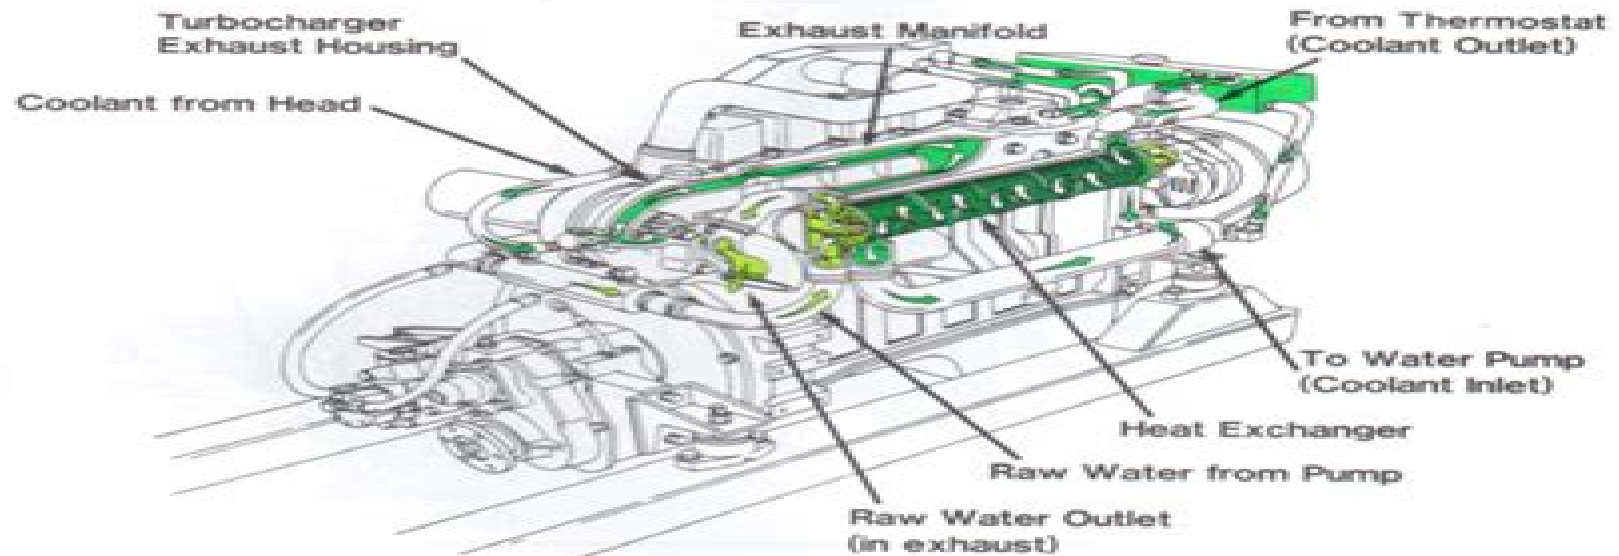 Turbocharger
Exhaust Housing
Exhaust Manifold
From Thermostat
(Coolant Outlet)
Coolant from Head
To Water Pump
(Coolant Inlet)
Heat Exchanger
Raw Water from Pump
Raw Water Outlet
(in exhaust)